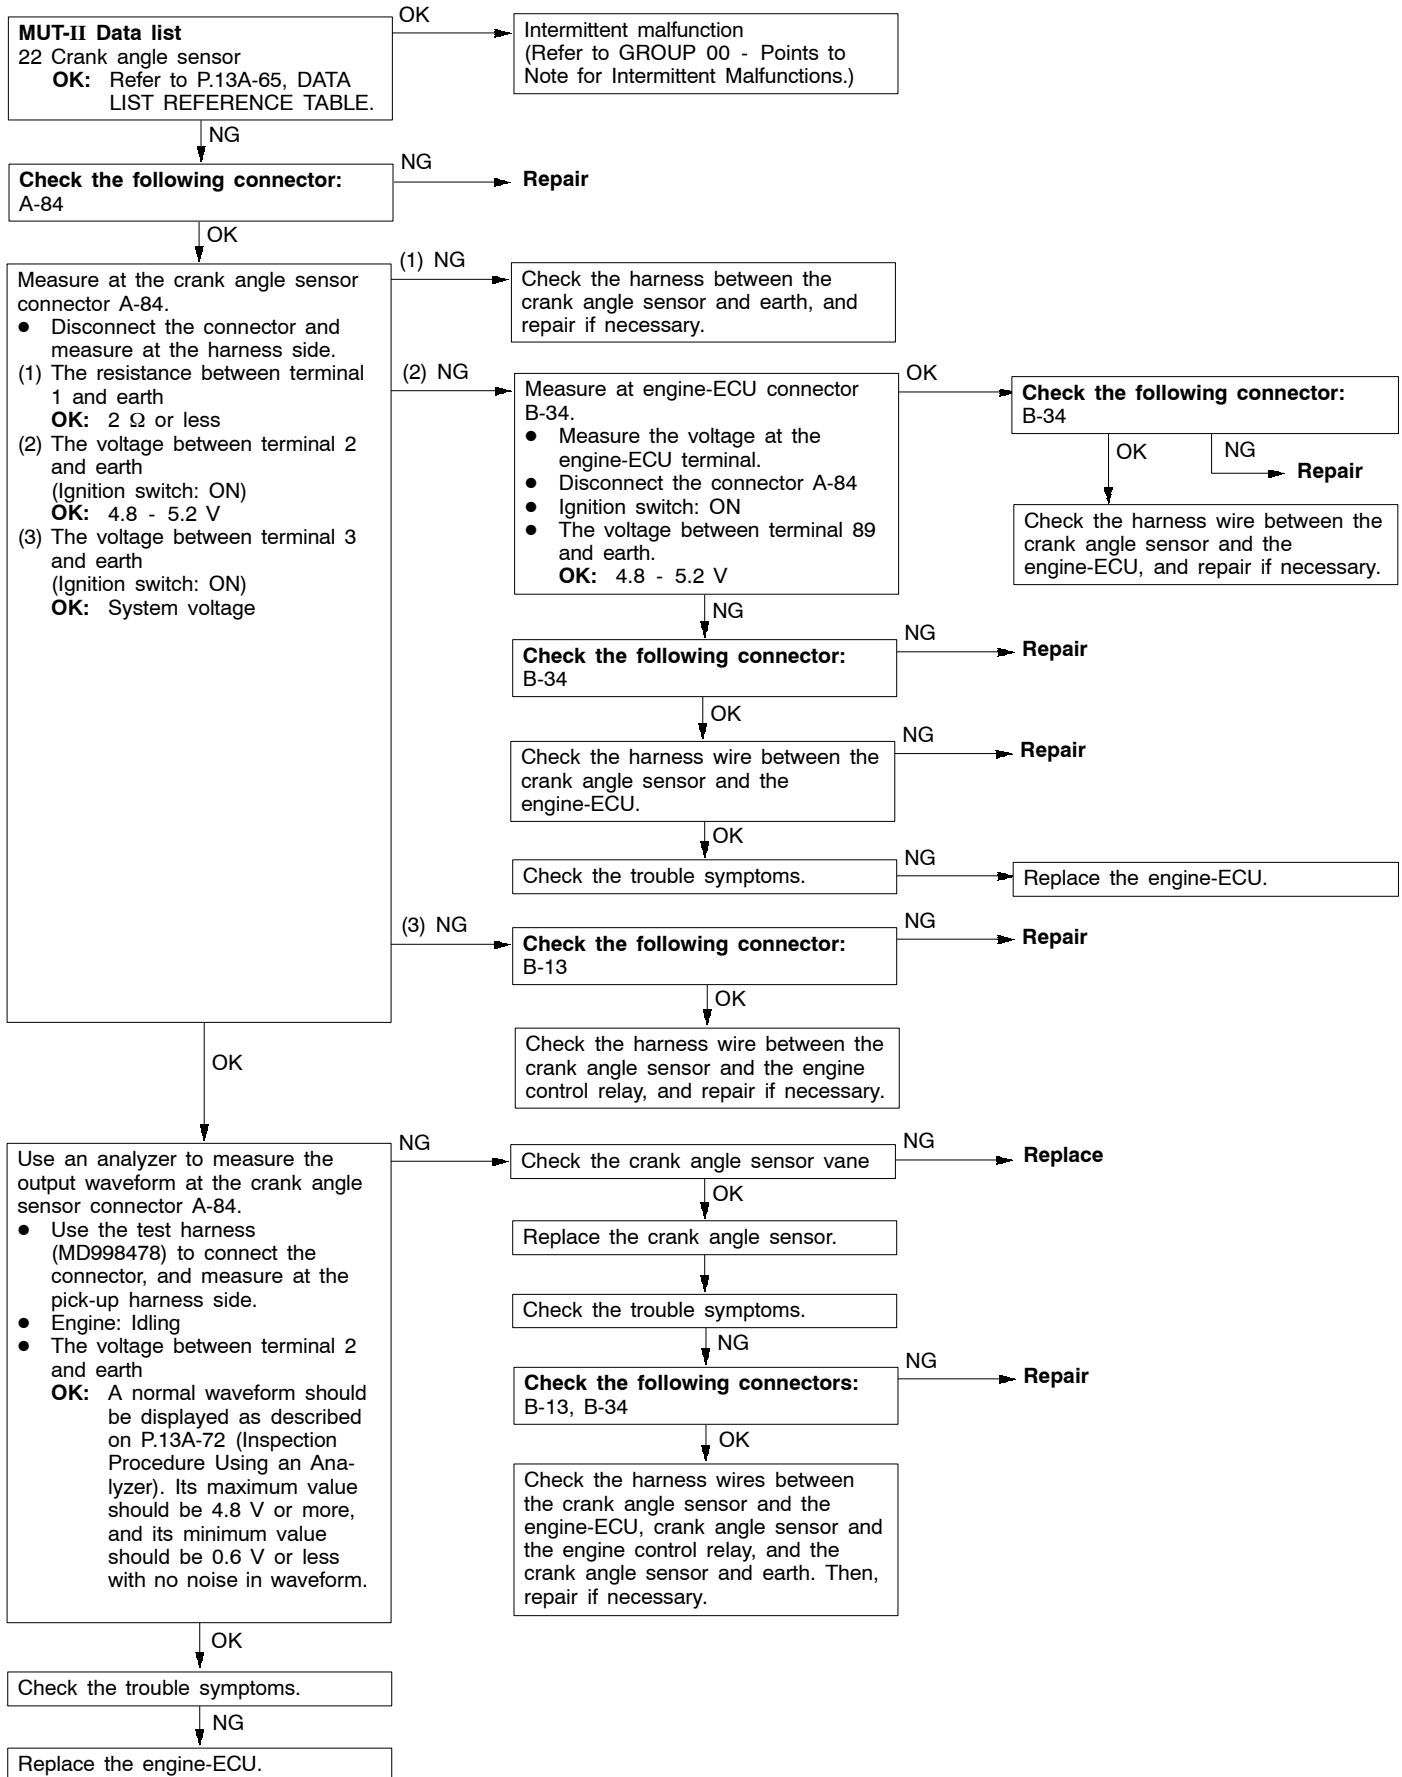 MUT-II Data list
22 Crank angle sensor
OK: Refer to P.13A-65, DATA
LIST REFERENCE TABLE.
OK
Intermittent malfunction
(Refer to GROUP 00 - Points to
Note for Intermittent Malfunctions.)
NG
Check the following connector:
A-84
NG
Repair
OK
Measure at the crank angle sensor
connector A-84.
● Disconnect the connector and
measure at the harness side.
(1) The resistance between terminal
1 and earth
OK: 2 Ω or less
(2) The voltage between terminal 2
and earth
(Ignition switch: ON)
OK: 4.8 - 5.2 V
(3) The voltage between terminal 3
and earth
(Ignition switch: ON)
OK: System voltage
(1) NG
Check the harness between the
crank angle sensor and earth, and
repair if necessary.
(2) NG
Measure at engine-ECU connector
B-34.
● Measure the voltage at the
engine-ECU terminal.
● Disconnect the connector A-84
● Ignition switch: ON
● The voltage between terminal 89
and earth.
OK: 4.8 - 5.2 V
OK
Check the following connector:
B-34
OK
NG
Repair
Check the harness wire between the
crank angle sensor and the
engine-ECU, and repair if necessary.
NG
Check the following connector:
B-34
NG
Repair
OK
Check the harness wire between the
crank angle sensor and the
engine-ECU.
NG
Repair
OK
Check the trouble symptoms.
NG
Replace the engine-ECU.
(3) NG
Check the following connector:
B-13
NG
Repair
OK
Check the harness wire between the
crank angle sensor and the engine
control relay, and repair if necessary.
OK
Use an analyzer to measure the
output waveform at the crank angle
sensor connector A-84.
● Use the test harness
(MD998478) to connect the
connector, and measure at the
pick-up harness side.
● Engine: Idling
● The voltage between terminal 2
and earth
OK: A normal waveform should
be displayed as described
on P.13A-72 (Inspection
Procedure Using an Ana-
lyzer). Its maximum value
should be 4.8 V or more,
and its minimum value
should be 0.6 V or less
with no noise in waveform.
NG
Check the crank angle sensor vane
NG
Replace
OK
Replace the crank angle sensor.
Check the trouble symptoms.
NG
Check the following connectors:
B-13, B-34
NG
Repair
OK
Check the harness wires between
the crank angle sensor and the
engine-ECU, crank angle sensor and
the engine control relay, and the
crank angle sensor and earth. Then,
repair if necessary.
OK
Check the trouble symptoms.
NG
Replace the engine-ECU.